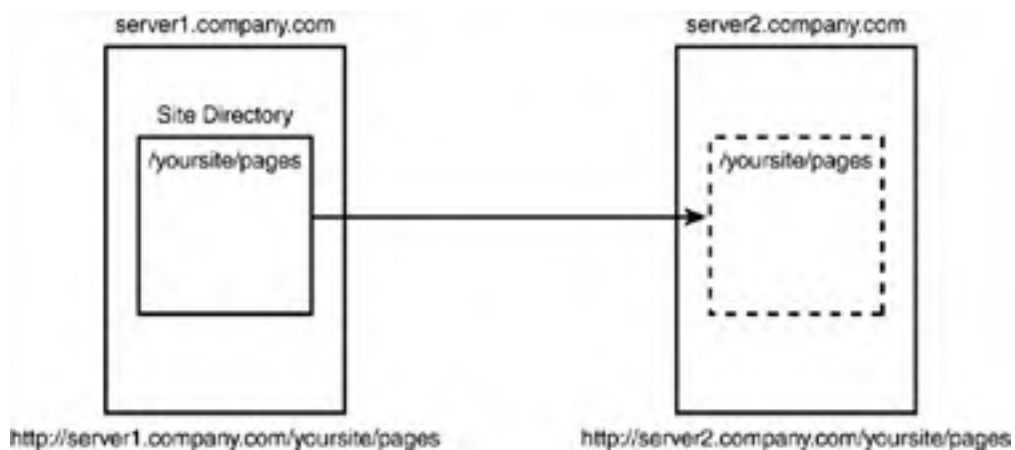 server1.company.com
server2.company.com
Site Directory
/yoursite/pages
/yoursite/pages
http://server1.company.com/yoursite/pages
http://server2.company.com/yoursite/pages